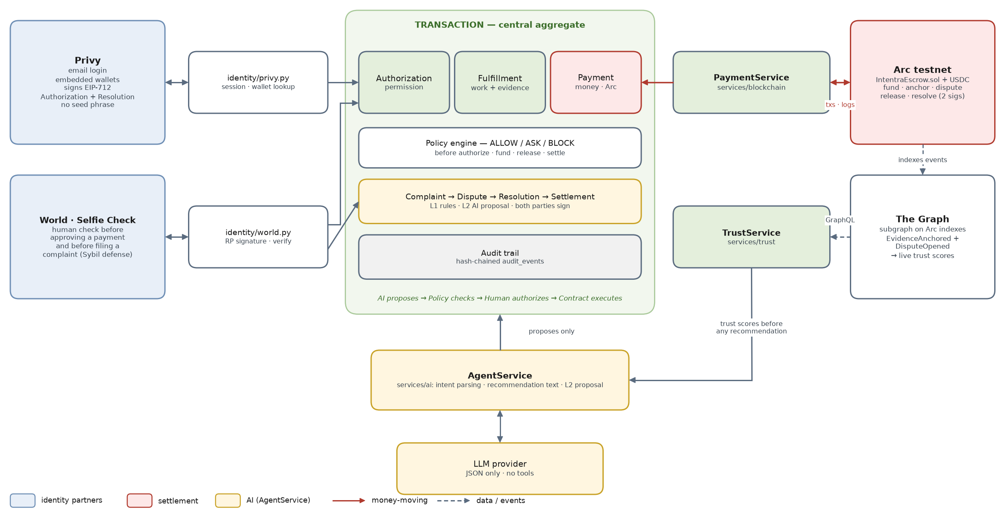 TRANSACTION — central aggregate
Privy
email login
embedded wallets
signs EIP-712
Authorization + Resolution
no seed phrase
identity/privy.py
session · wallet lookup
Authorization
permission
Fulfillment
work + evidence
Payment
money · Arc
PaymentService
services/blockchain
txs · logs
Arc testnet
IntentraEscrow.sol + USDC
fund · anchor · dispute
release · resolve (2 sigs)
Policy engine — ALLOW / ASK / BLOCK
before authorize · fund · release · settle
indexes events
World · Selfie Check
human check before
approving a payment
and before filing a
complaint (Sybil defense)
identity/world.py
RP signature · verify
Complaint → Dispute → Resolution → Settlement
L1 rules · L2 AI proposal · both parties sign
Audit trail
hash-chained audit_events
AI proposes → Policy checks → Human authorizes → Contract executes
TrustService
services/trust
GraphQL
The Graph
subgraph on Arc indexes
EvidenceAnchored +
DisputeOpened
→ live trust scores
proposes only
trust scores before
any recommendation
AgentService
services/ai: intent parsing · recommendation text · L2 proposal
LLM provider
JSON only · no tools
identity partners
settlement
AI (AgentService)
money-moving
data / events